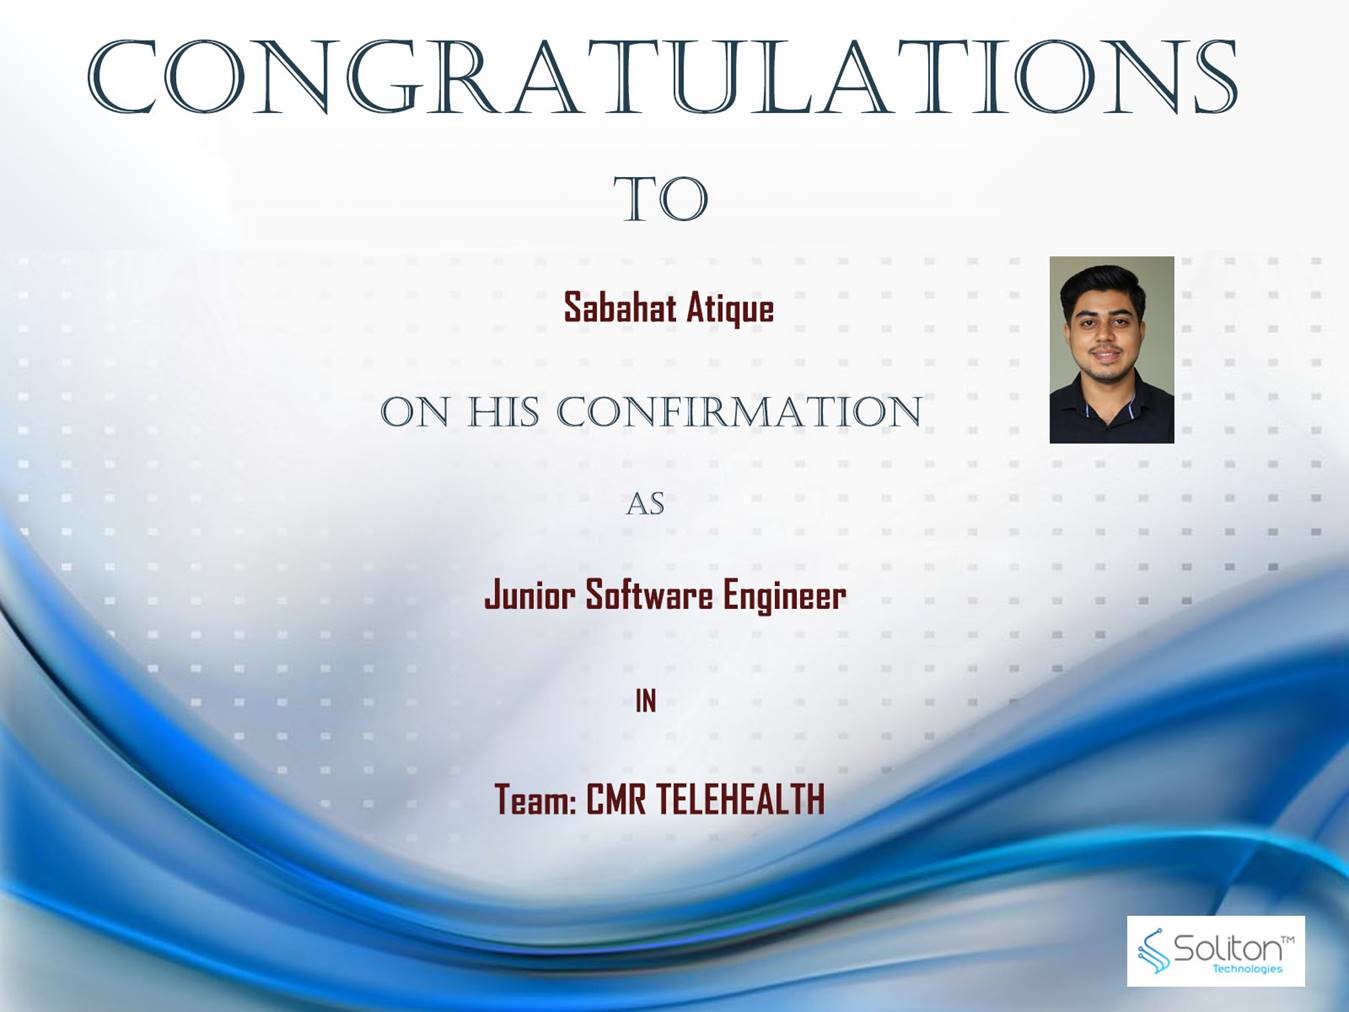 CONGRATULATIONS
TO
Sabahat Atique
ON HIS CONFIRMATION
AS
Junior Software Engineer
IN
Team: CMR TELEHEALTH
Soliton™
Technologies